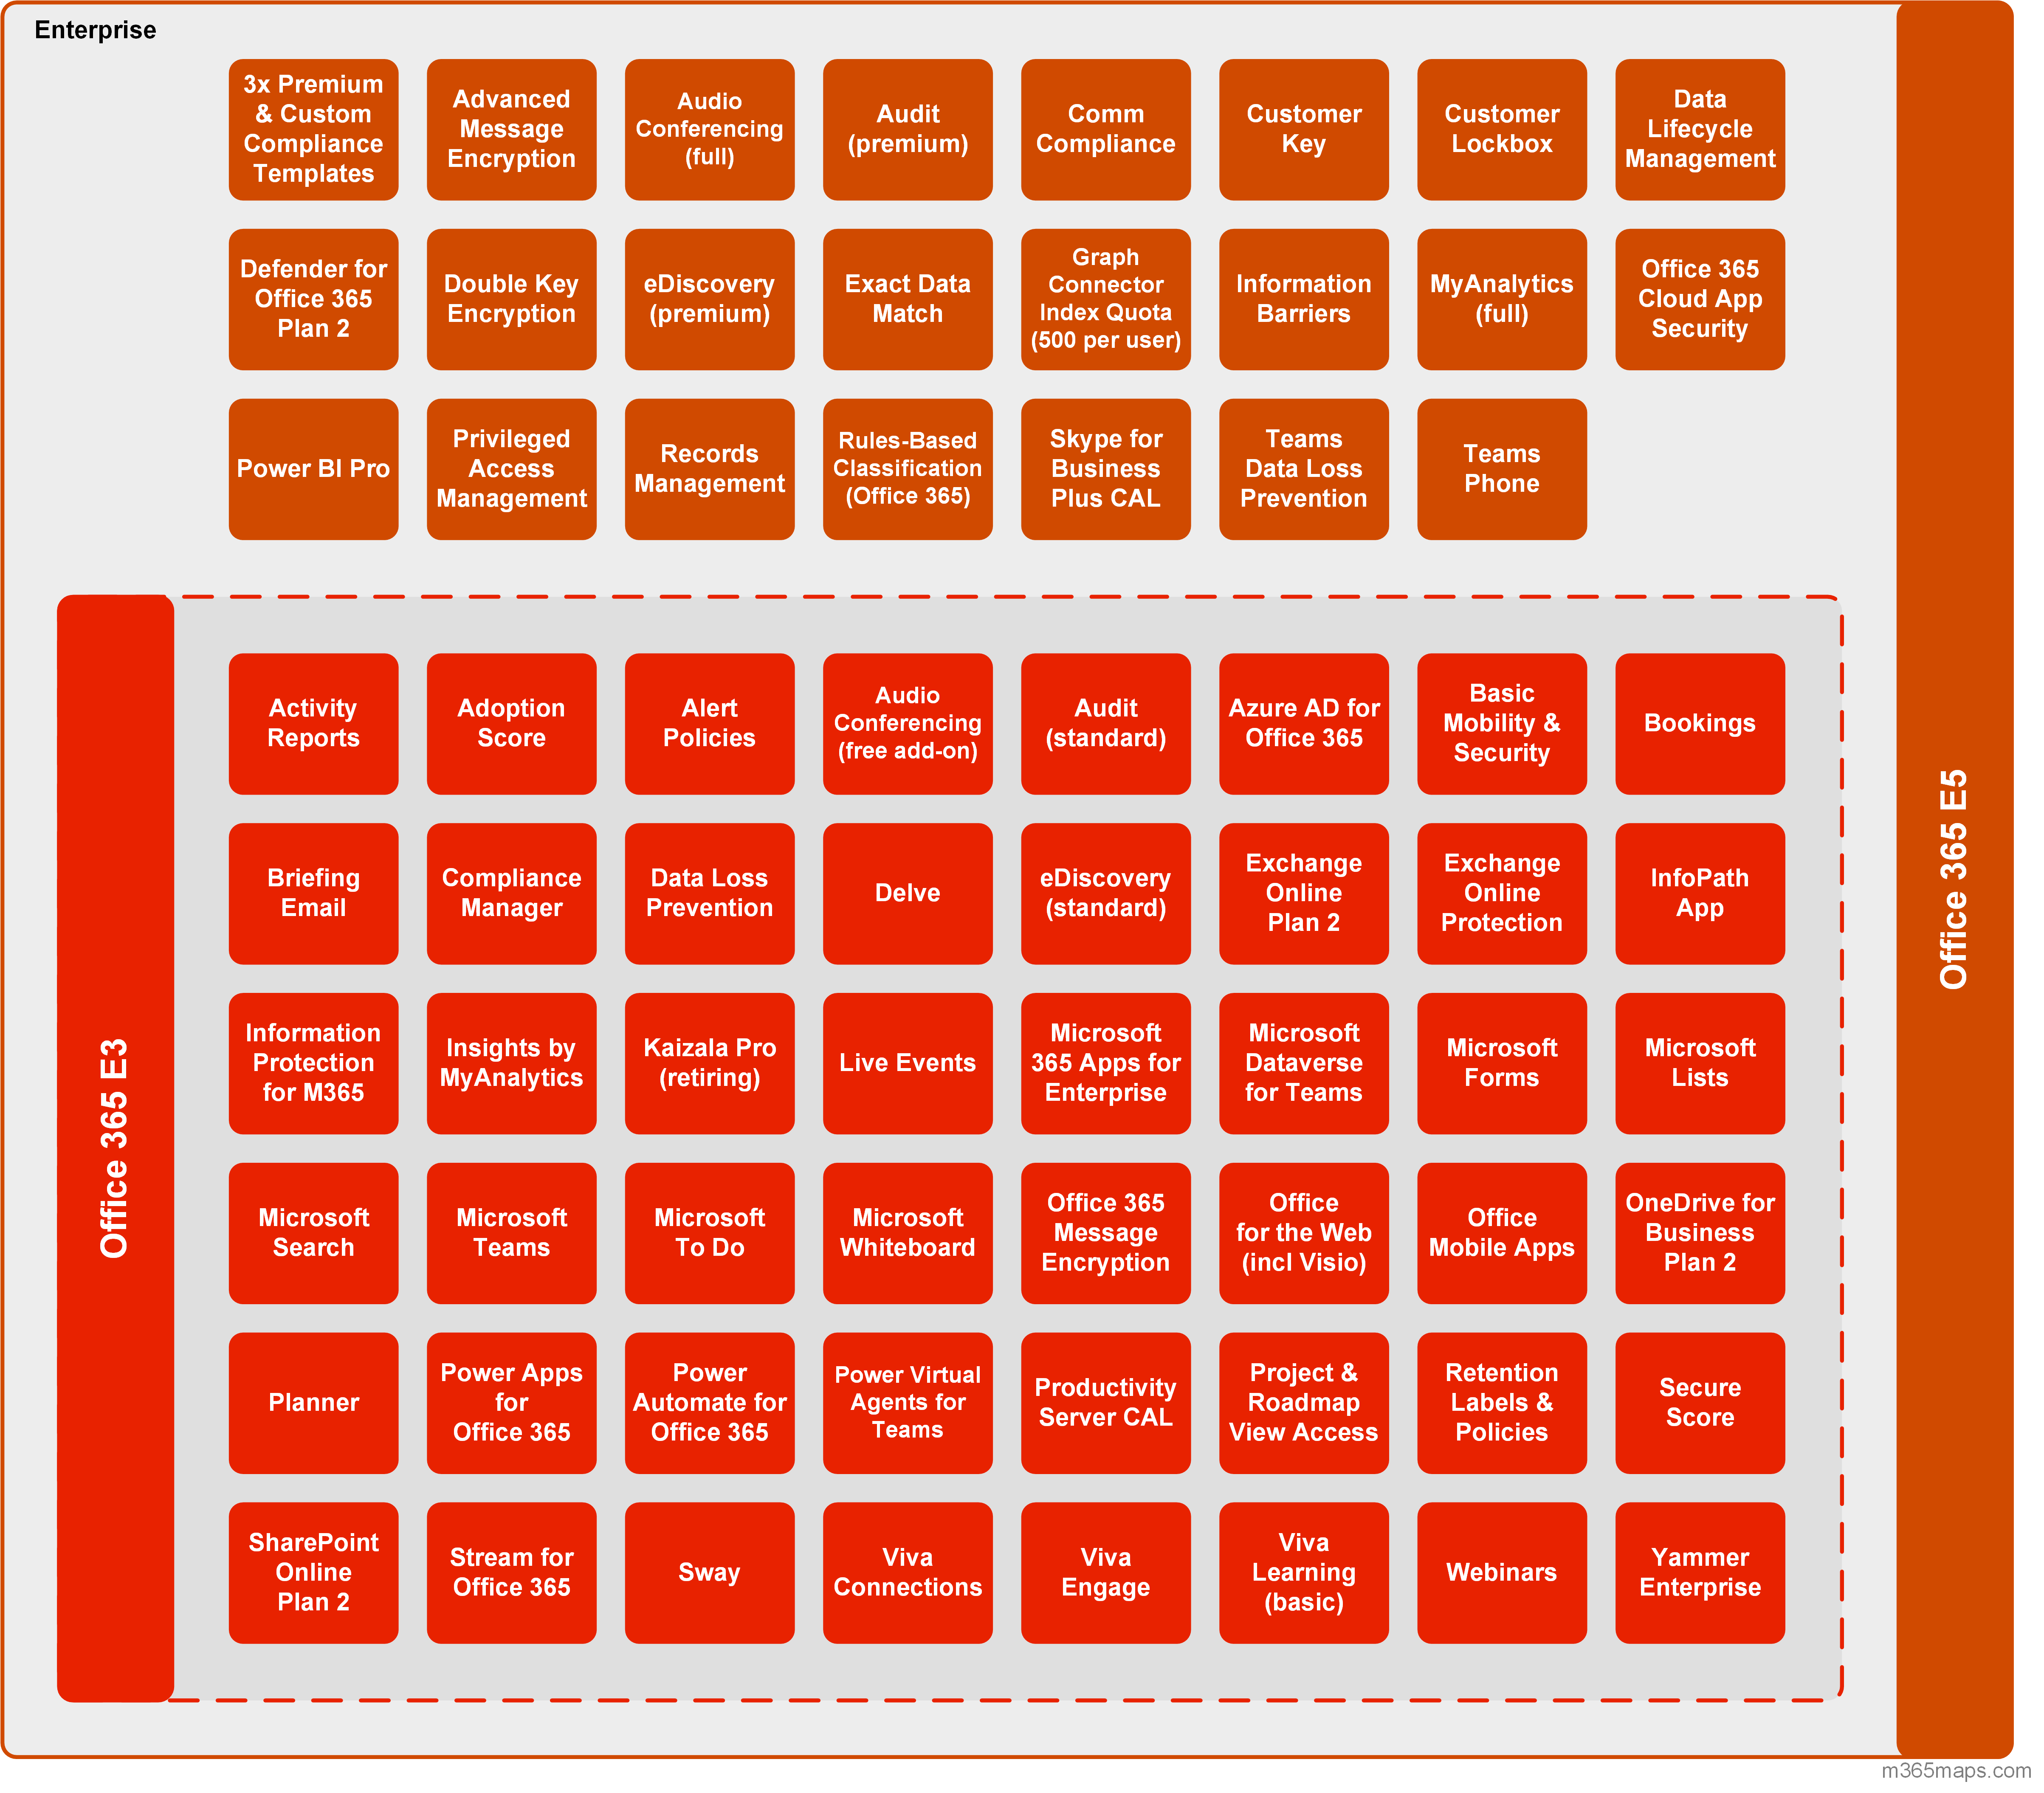 Enterprise
3x Premium
& Custom
Compliance
Templates
Advanced
Message
Encryption
Audio
Conferencing
(full)
Audit
(premium)
Comm
Compliance
Customer
Key
Customer
Lockbox
Data
Lifecycle
Management
Defender for
Office 365
Plan 2
Double Key
Encryption
eDiscovery
(premium)
Exact Data
Match
Graph
Connector
Index Quota
(500 per user)
Information
Barriers
MyAnalytics
(full)
Office 365
Cloud App
Security
Power BI Pro
Privileged
Access
Management
Records
Management
Rules-Based
Classification
(Office 365)
Skype for
Business
Plus CAL
Teams
Data Loss
Prevention
Teams
Phone
Office 365 E5
Office 365 E3
Activity
Reports
Adoption
Score
Alert
Policies
Audio
Conferencing
(free add-on)
Audit
(standard)
Azure AD for
Office 365
Basic
Mobility &
Security
Bookings
Briefing
Email
Compliance
Manager
Data Loss
Prevention
Delve
eDiscovery
(standard)
Exchange
Online
Plan 2
Exchange
Online
Protection
InfoPath
App
Information
Protection
for M365
Insights by
MyAnalytics
Kaizala Pro
(retiring)
Live Events
Microsoft
365 Apps for
Enterprise
Microsoft
Dataverse
for Teams
Microsoft
Forms
Microsoft
Lists
Microsoft
Search
Microsoft
Teams
Microsoft
To Do
Microsoft
Whiteboard
Office 365
Message
Encryption
Office
for the Web
(incl Visio)
Office
Mobile Apps
OneDrive for
Business
Plan 2
Planner
Power Apps
for
Office 365
Power
Automate for
Office 365
Power Virtual
Agents for
Teams
Productivity
Server CAL
Project &
Roadmap
View Access
Retention
Labels &
Policies
Secure
Score
SharePoint
Online
Plan 2
Stream for
Office 365
Sway
Viva
Connections
Viva
Engage
Viva
Learning
(basic)
Webinars
Yammer
Enterprise
m365maps.com